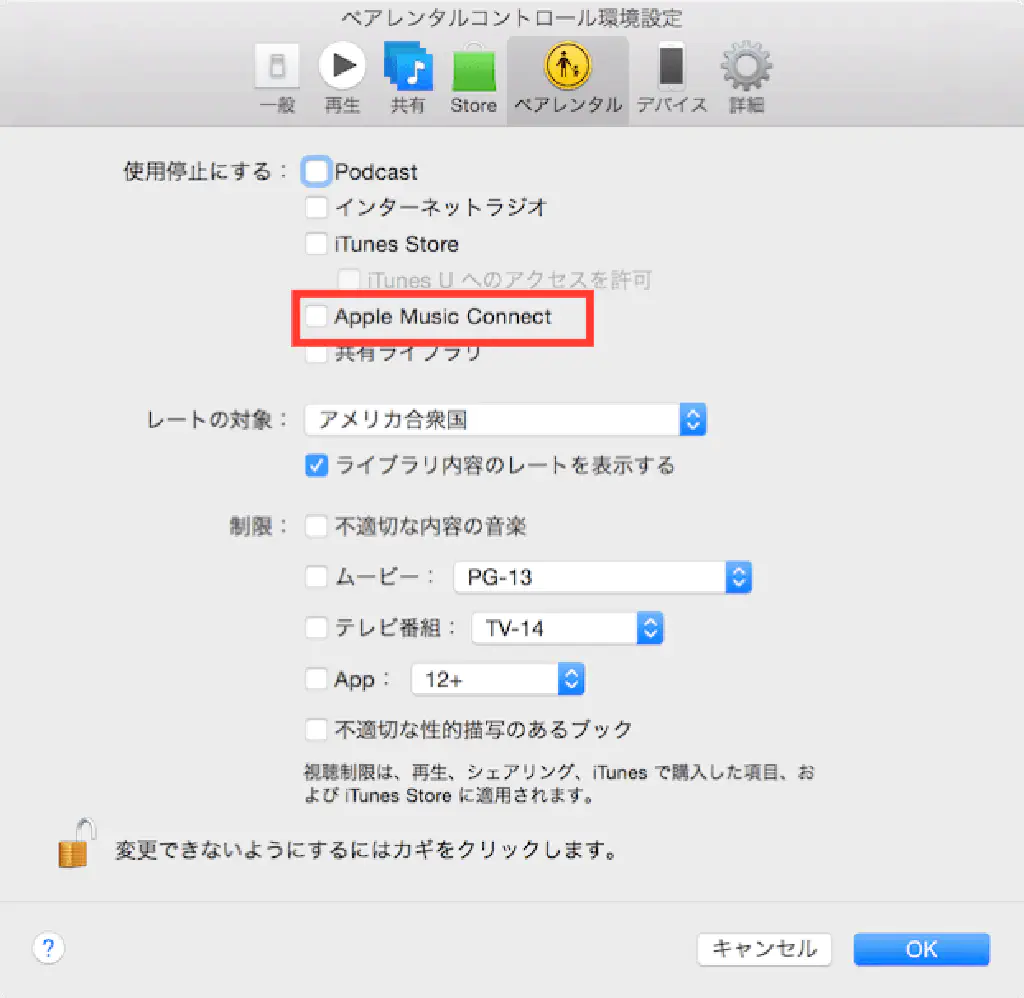 ペアレンタルコントロール環境設定
一般 再生 共有 Store ペアレンタル デバイス 詳細
使用停止にする： Podcast
インターネットラジオ
iTunes Store
iTunes U へのアクセスを許可
Apple Music Connect
共有ライブラリ
レートの対象： アメリカ合衆国
ライブラリ内容のレートを表示する
制限： 不適切な内容の音楽
ムービー： PG-13
テレビ番組： TV-14
App： 12+
不適切な性的描写のあるブック
視聴制限は、再生、シェアリング、iTunes で購入した項目、お
よび iTunes Store に適用されます。
変更できないようにするにはカギをクリックします。
? キャンセル OK